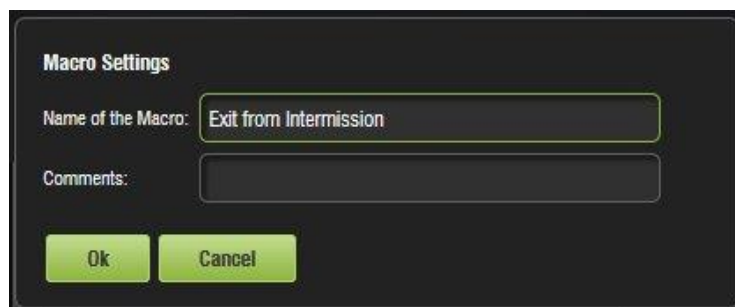 Macro Settings
Name of the Macro: Exit from Intermission
Comments:
Ok Cancel